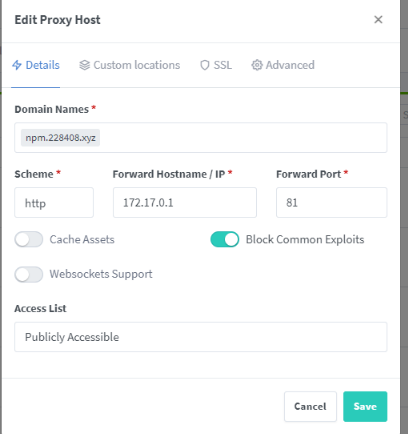 Edit Proxy Host ×
Details Custom locations SSL Advanced
Domain Names *
npm.228408.xyz
Scheme * Forward Hostname / IP * Forward Port *
http 172.17.0.1 81
Cache Assets Block Common Exploits
Websockets Support
Access List
Publicly Accessible
Cancel Save